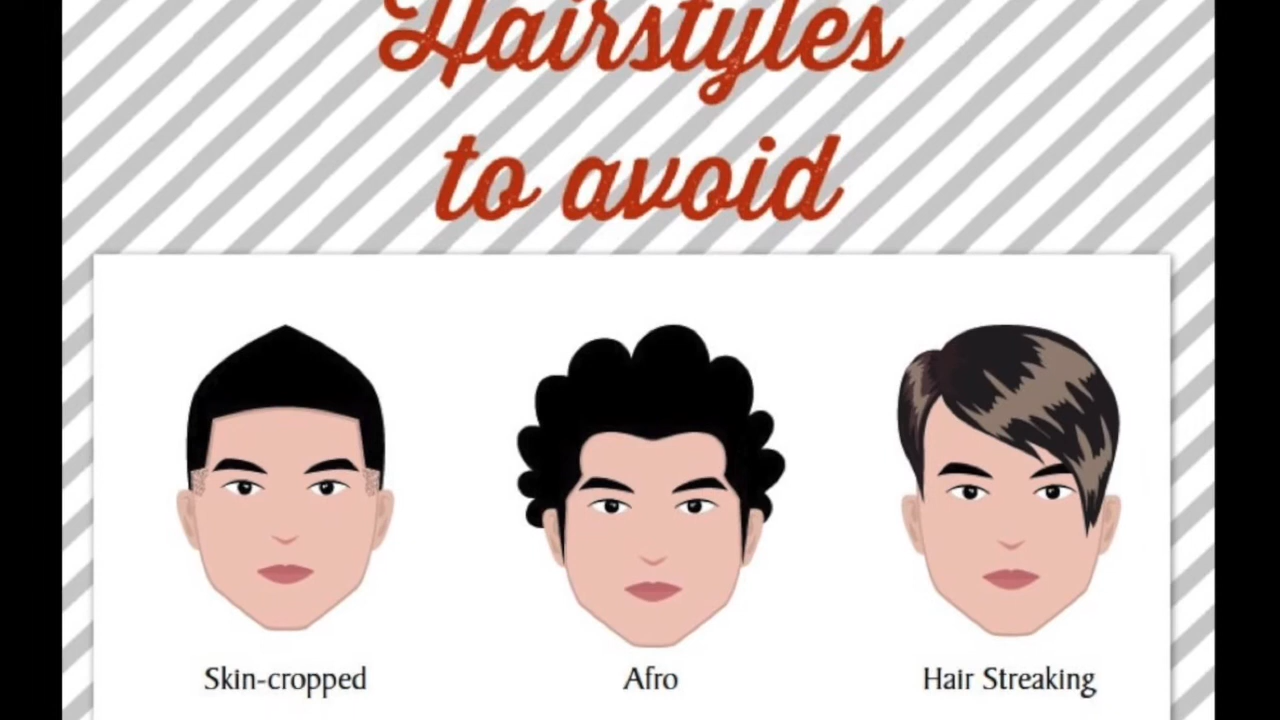 Hairstyles
to avoid
Skin-cropped
Afro
Hair Streaking